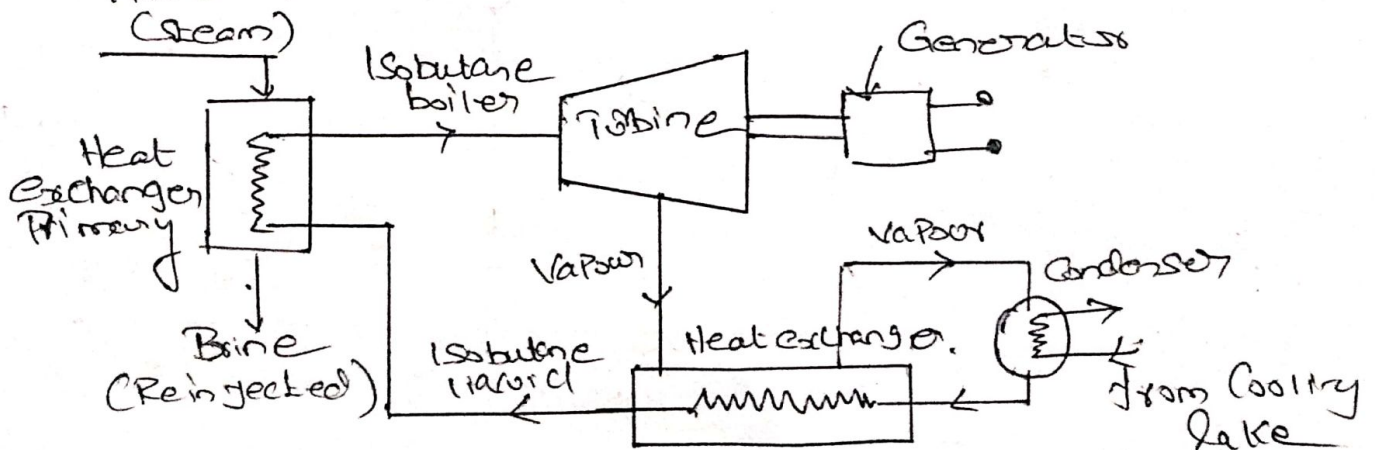 (Steam)
Generator
Isobutane
boiler
Turbine
Heat
exchanger
Primary
Vapour
Vapour
Condenser
Heat exchanger.
Brine
(Reinjected)
Isobutane
liquid
From Cooling
lake